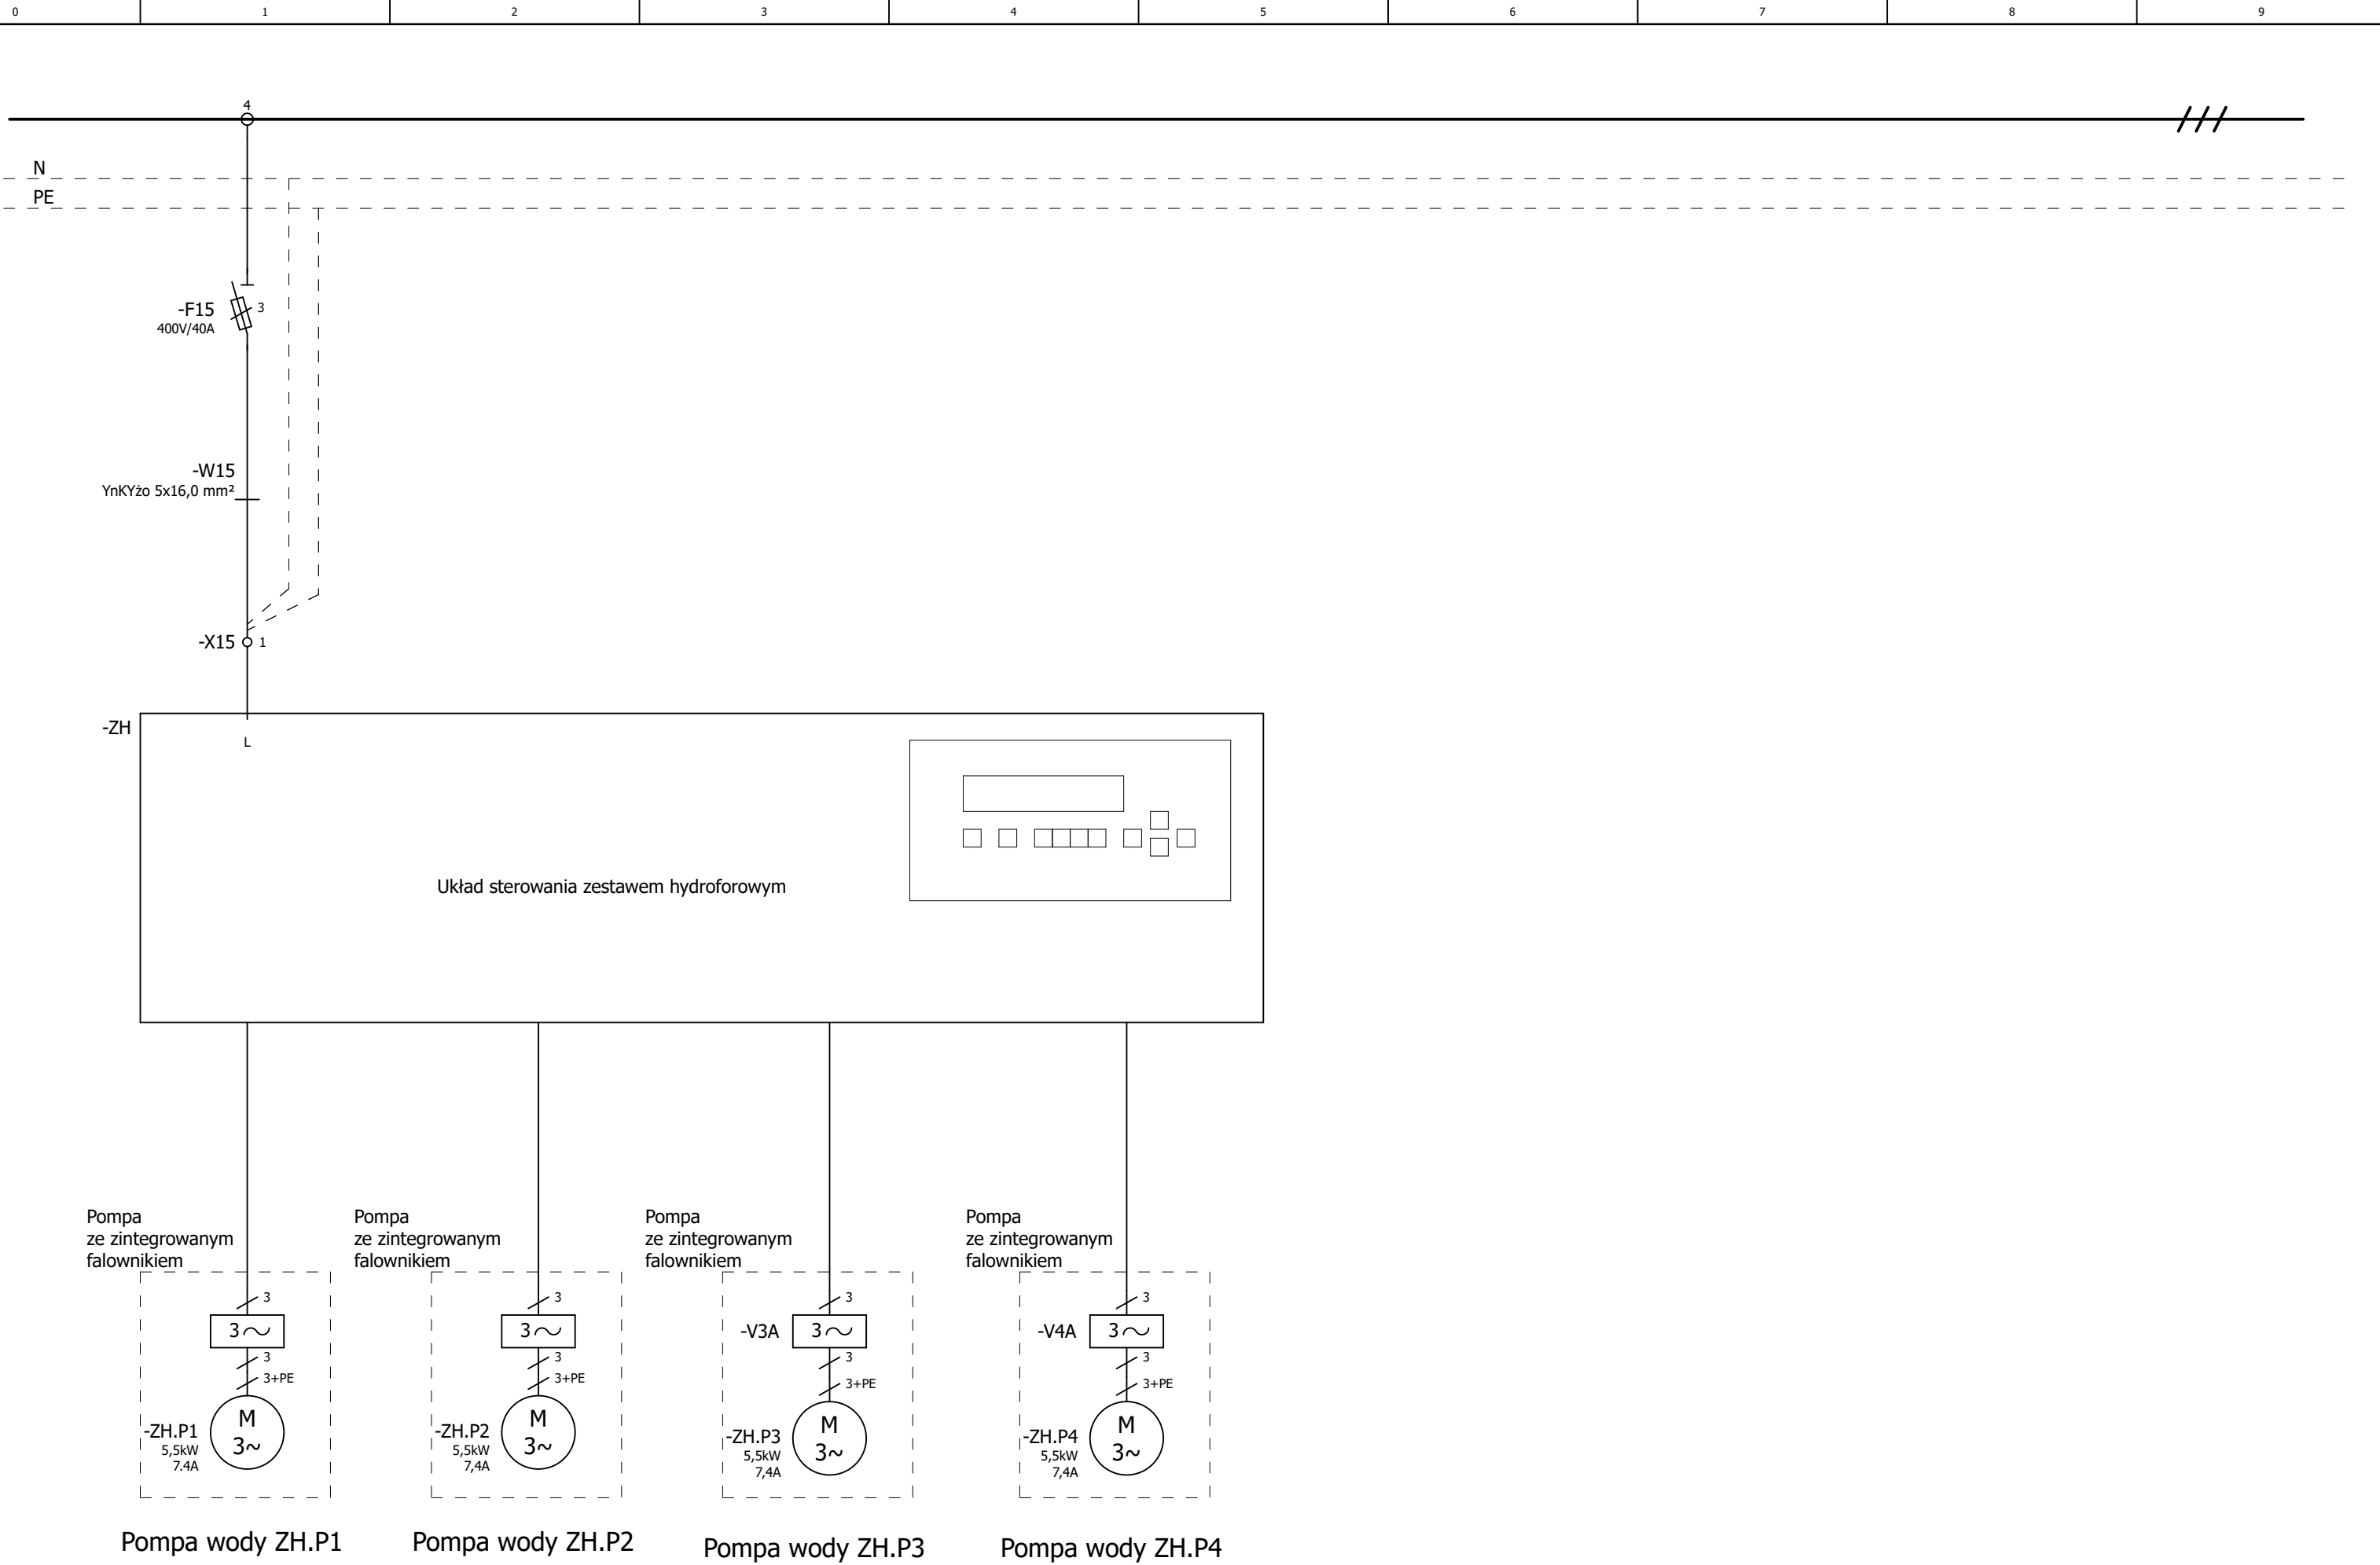 0 1 2 3 4 5 6 7 8 9
4
N
PE
-F15
3
400V/40A
-W15
YnKYżo 5x16,0 mm²
-X15
1
-ZH
L
Układ sterowania zestawem hydroforowym
Pompa
ze zintegrowanym
falownikiem
3
3~
3
3+PE
M
3~
-ZH.P1
5,5kW
7.4A
Pompa wody ZH.P1
Pompa
ze zintegrowanym
falownikiem
3
3~
3
3+PE
M
3~
-ZH.P2
5,5kW
7,4A
Pompa wody ZH.P2
Pompa
ze zintegrowanym
falownikiem
3
-V3A
3~
3
3+PE
M
3~
-ZH.P3
5,5kW
7,4A
Pompa wody ZH.P3
Pompa
ze zintegrowanym
falownikiem
3
-V4A
3~
3
3+PE
M
3~
-ZH.P4
5,5kW
7,4A
Pompa wody ZH.P4